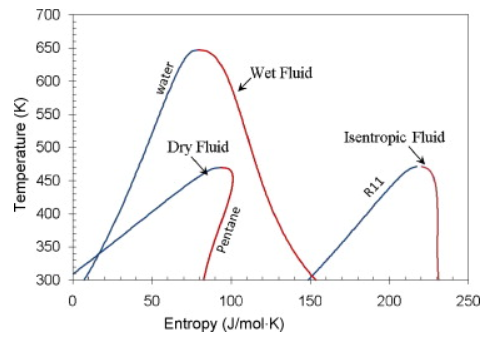 700
650
600
550
500
450
400
350
300
Temperature (K)
water
Wet Fluid
Dry Fluid
Pentane
Isentropic Fluid
R11
0
50
100
150
200
250
Entropy (J/mol·K)